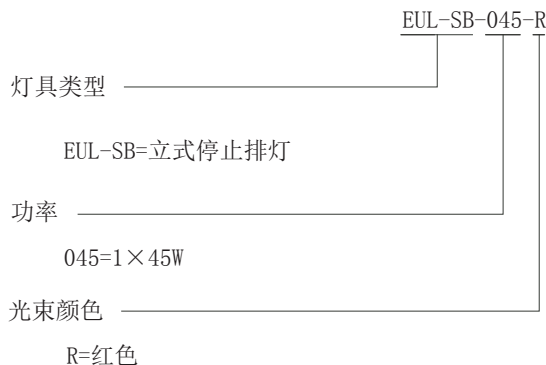 EUL-SB-045-R
灯具类型
EUL-SB=立式停止排灯
功率
045=1×45W
光束颜色
R=红色